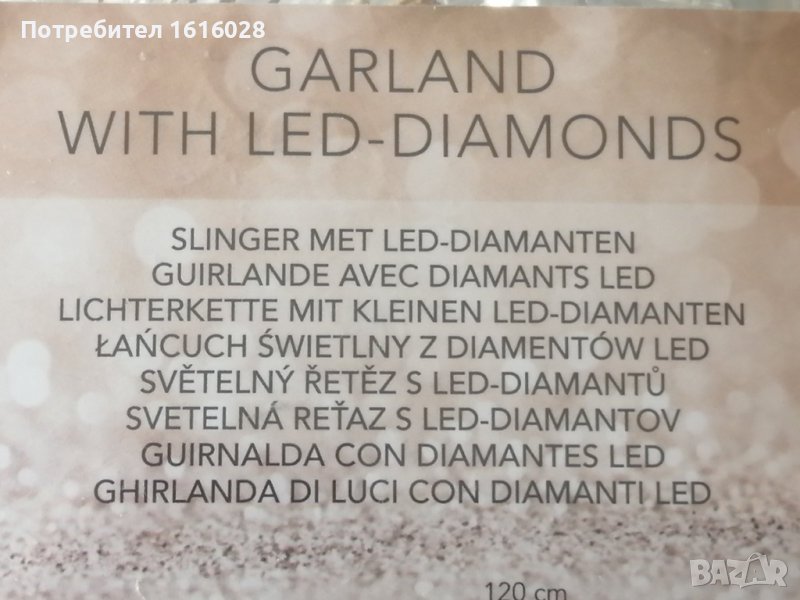 Потребител 1616028
GARLAND
WITH LED-DIAMONDS
SLINGER MET LED-DIAMANTEN
GUIRLANDE AVEC DIAMANTS LED
LICHTERKETTE MIT KLEINEN LED-DIAMANTEN
ŁAŃCUCH ŚWIETLNY Z DIAMENTÓW LED
SVĚTELNÝ ŘETĚZ S LED-DIAMANTŮ
SVETELNÁ REŤAZ S LED-DIAMANTOV
GUIRNALDA CON DIAMANTES LED
GHIRLANDA DI LUCI CON DIAMANTI LED
120 cm
BAZAR